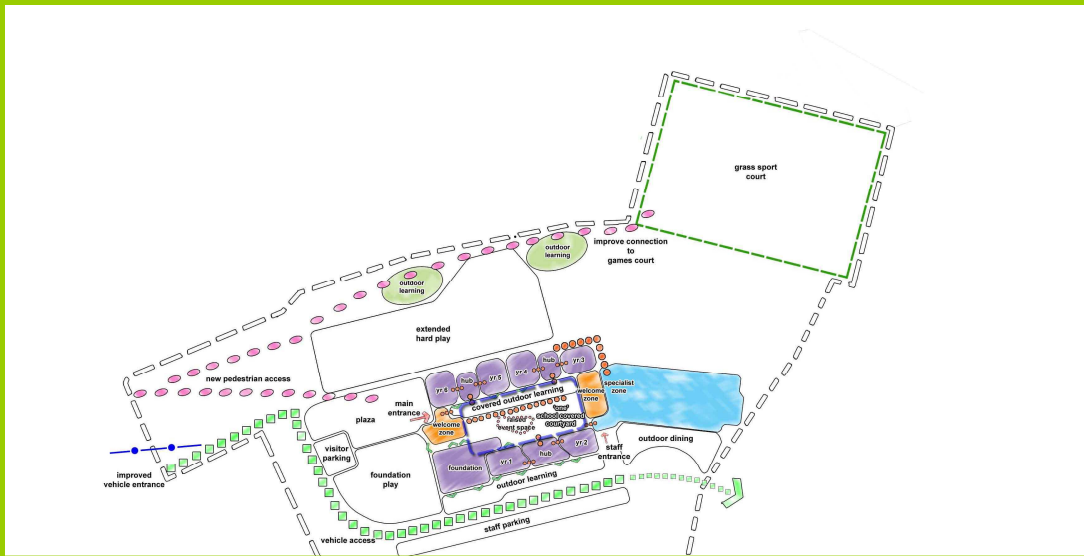 grass sport
court
improve connection
to
games court
outdoor
learning
outdoor
learning
extended
hard play
new pedestrian access
main
entrance
plaza
visitor
parking
foundation
play
improved
vehicle entrance
vehicle access
staff parking
yr 6
hub
yr 5
yr 4
hub
yr 3
covered outdoor learning
welcome
zone
welcome
zone
specialist
zone
'one'
school covered
courtyard
raised
event space
foundation
yr 1
hub
yr 2
outdoor learning
staff
entrance
outdoor dining